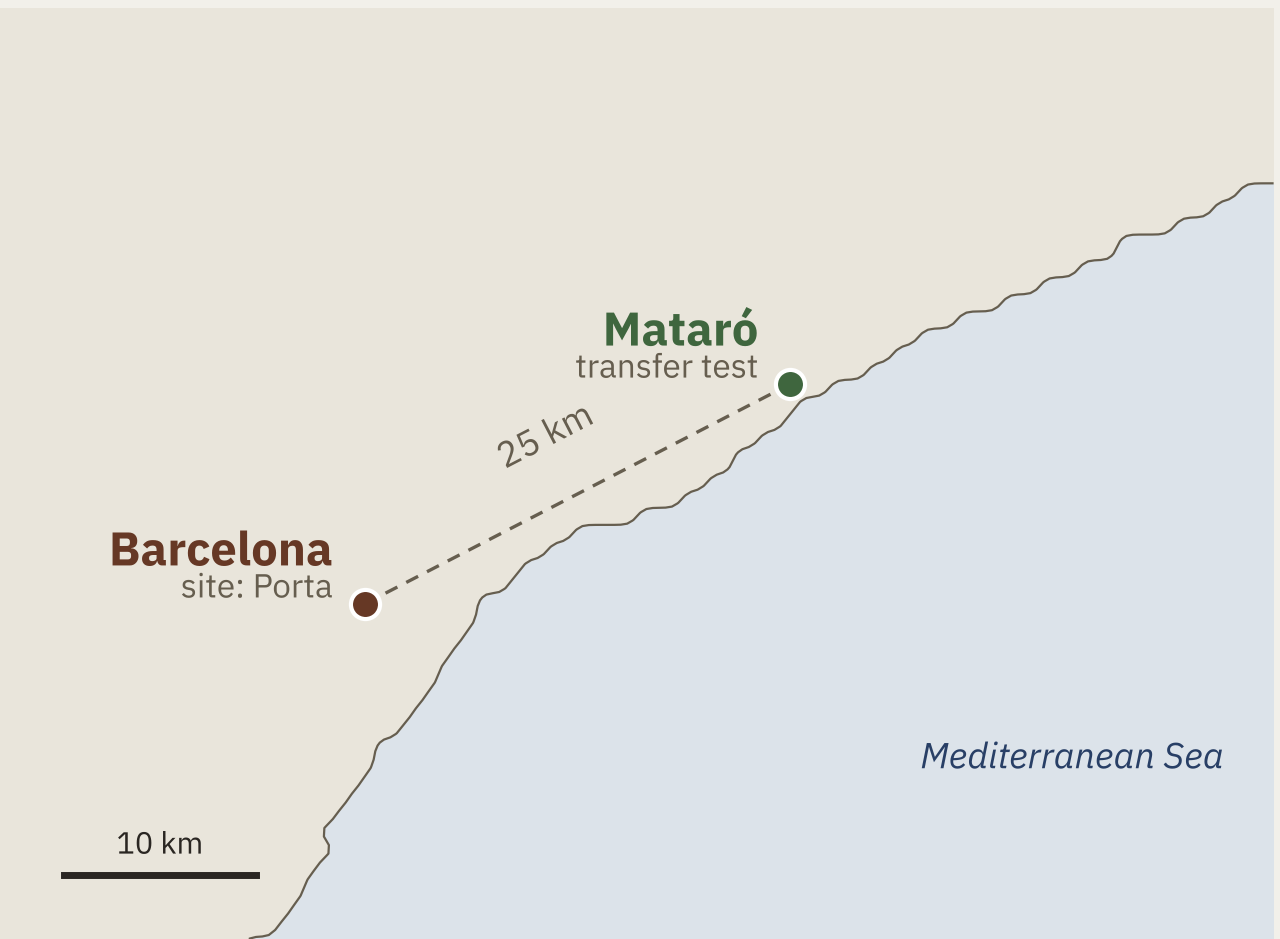 Mataró
transfer test
25 km
Barcelona
site: Porta
Mediterranean Sea
10 km